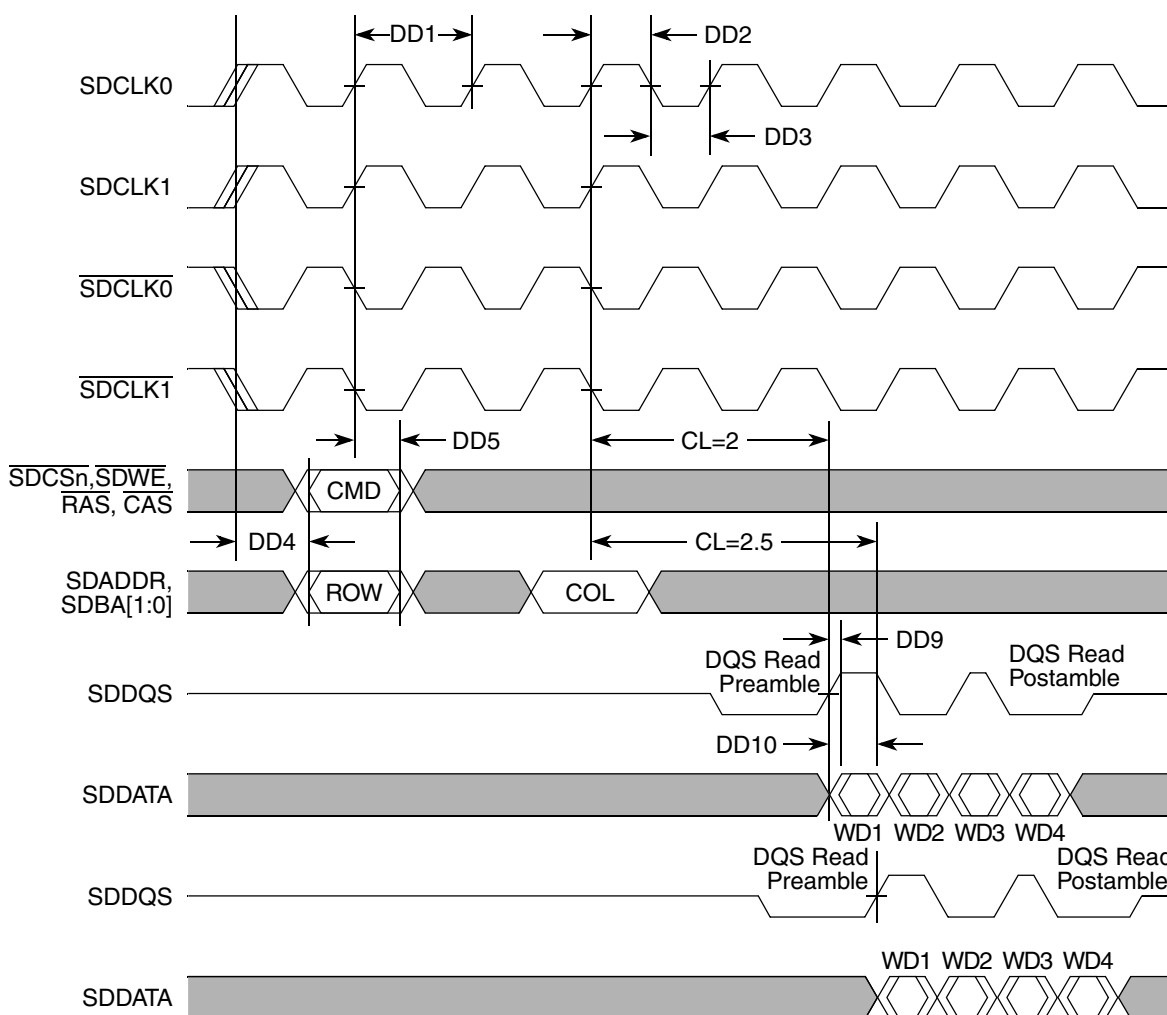 DD1
DD2
SDCLK0
DD3
SDCLK1
SDCLK0
SDCLK1
CL=2
DD5
SDCSn,SDWE,
RAS, CAS
CMD
DD4
CL=2.5
SDADDR,
SDBA[1:0]
ROW
COL
DD9
DQS Read
Preamble
DQS Read
Postamble
SDDQS
DD10
SDDATA
WD1 WD2 WD3 WD4
DQS Read
Preamble
DQS Read
Postamble
SDDQS
WD1 WD2 WD3 WD4
SDDATA